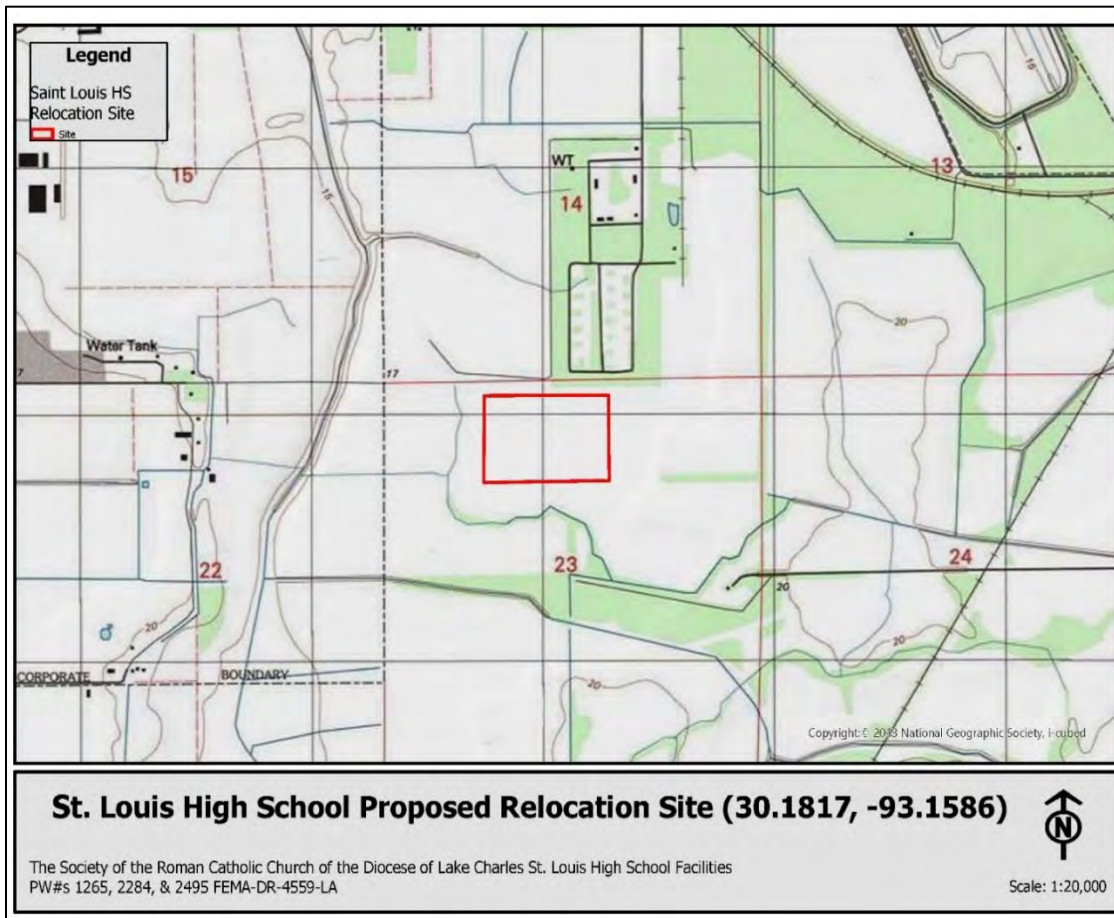 Legend
Saint Louis HS
Relocation Site
Site
15
15
15
WT
14
13
20
Water Tank
7
17
22
23
24
20
20
20
20
CORPORATE
BOUNDARY
Copyright:© 2013 National Geographic Society, i-cubed
St. Louis High School Proposed Relocation Site (30.1817, -93.1586)
N
The Society of the Roman Catholic Church of the Diocese of Lake Charles St. Louis High School Facilities
PW#s 1265, 2284, & 2495 FEMA-DR-4559-LA
Scale: 1:20,000